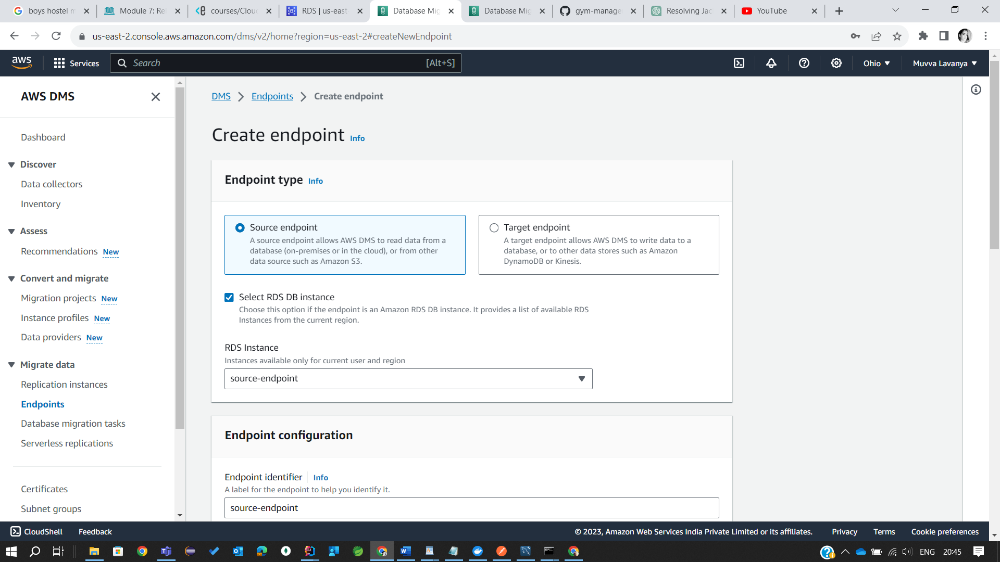 boys hostel m
Module 7: Rel
courses/Clou
RDS | us-east
Database Mig
Database Mig
gym-manage
Resolving Jac
YouTube
us-east-2.console.aws.amazon.com/dms/v2/home?region=us-east-2#createNewEndpoint
aws
Services
Search
[Alt+S]
Ohio
Muvva Lavanya
AWS DMS
Dashboard
Discover
Data collectors
Inventory
Assess
Recommendations New
Convert and migrate
Migration projects New
Instance profiles New
Data providers New
Migrate data
Replication instances
Endpoints
Database migration tasks
Serverless replications
Certificates
Subnet groups
DMS
Endpoints
Create endpoint
Create endpoint Info
Endpoint type Info
Source endpoint
A source endpoint allows AWS DMS to read data from a
database (on-premises or in the cloud), or from other
data source such as Amazon S3.
Target endpoint
A target endpoint allows AWS DMS to write data to a
database, or to other data stores such as Amazon
DynamoDB or Kinesis.
Select RDS DB instance
Choose this option if the endpoint is an Amazon RDS DB instance. It provides a list of available RDS
Instances from the current region.
RDS Instance
Instances available only for current user and region
source-endpoint
Endpoint configuration
Endpoint identifier Info
A label for the endpoint to help you identify it.
source-endpoint
CloudShell
Feedback
© 2023, Amazon Web Services India Private Limited or its affiliates.
Privacy
Terms
Cookie preferences
ENG
20:45